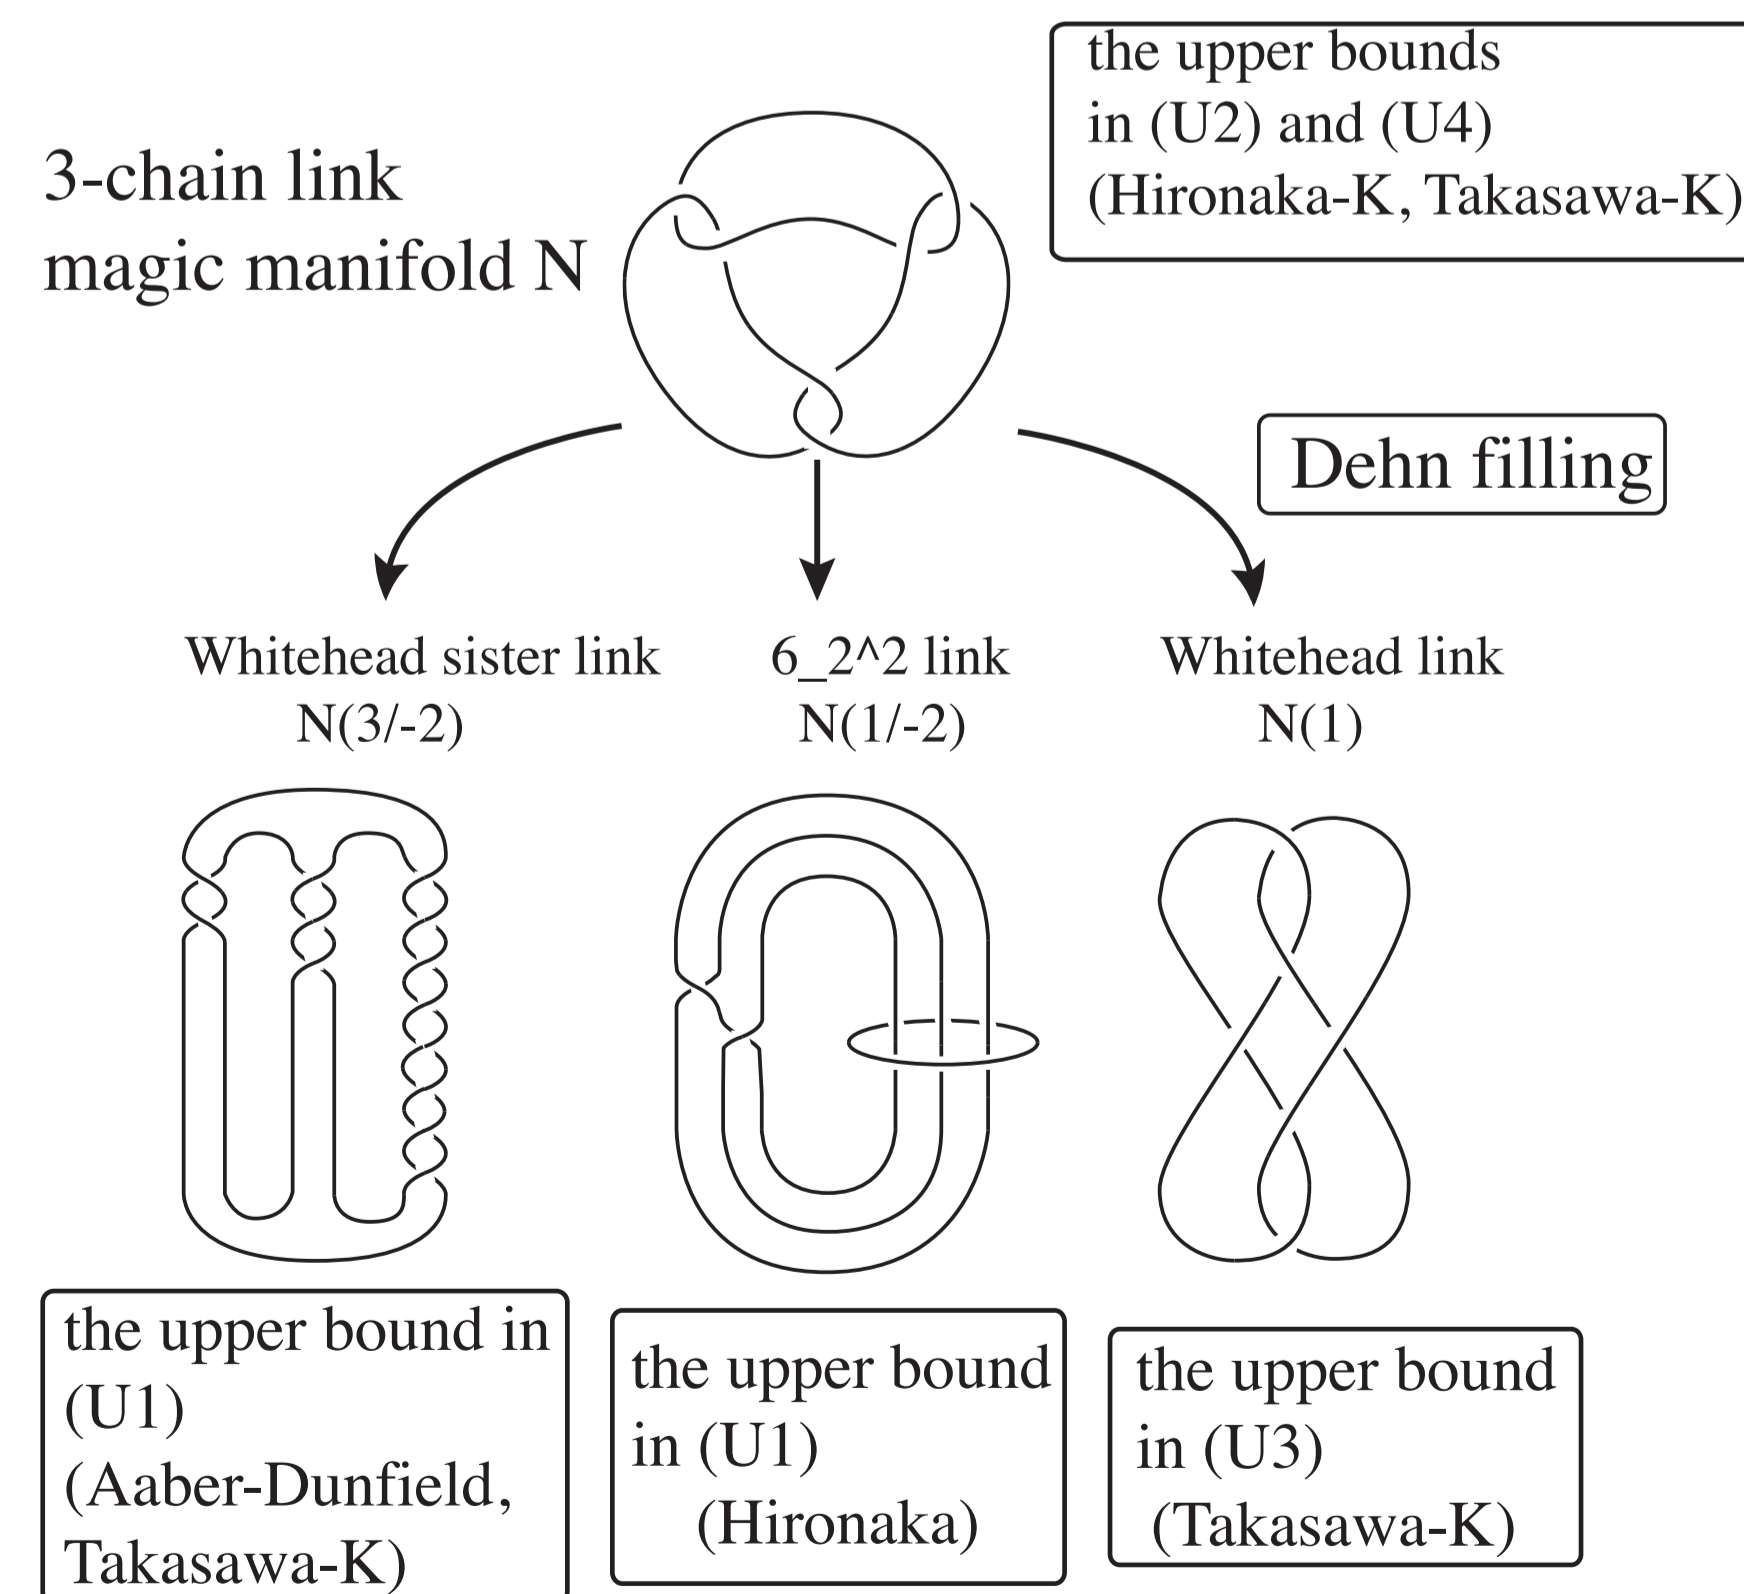 the upper bounds
in (U2) and (U4)
(Hironaka-K, Takasawa-K)
3-chain link
magic manifold N
Dehn filling
Whitehead sister link
N(3/-2)
6_2^2 link
N(1/-2)
Whitehead link
N(1)
the upper bound in
(U1)
(Aaber-Dunfield,
Takasawa-K)
the upper bound
in (U1)
(Hironaka)
the upper bound
in (U3)
(Takasawa-K)